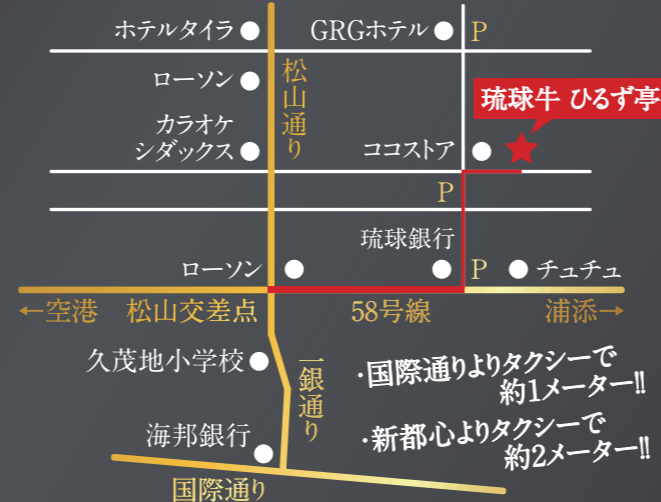 ホテルタイラ
GRGホテル
P
ローソン
松山通り
琉球牛 ひるず亭
カラオケ
シダックス
ココストア
P
琉球銀行
ローソン
P
チュチュ
←空港
松山交差点
58号線
浦添→
久茂地小学校
一銀通り
・国際通りよりタクシーで
約1メーター!!
海邦銀行
・新都心よりタクシーで
約2メーター!!
国際通り